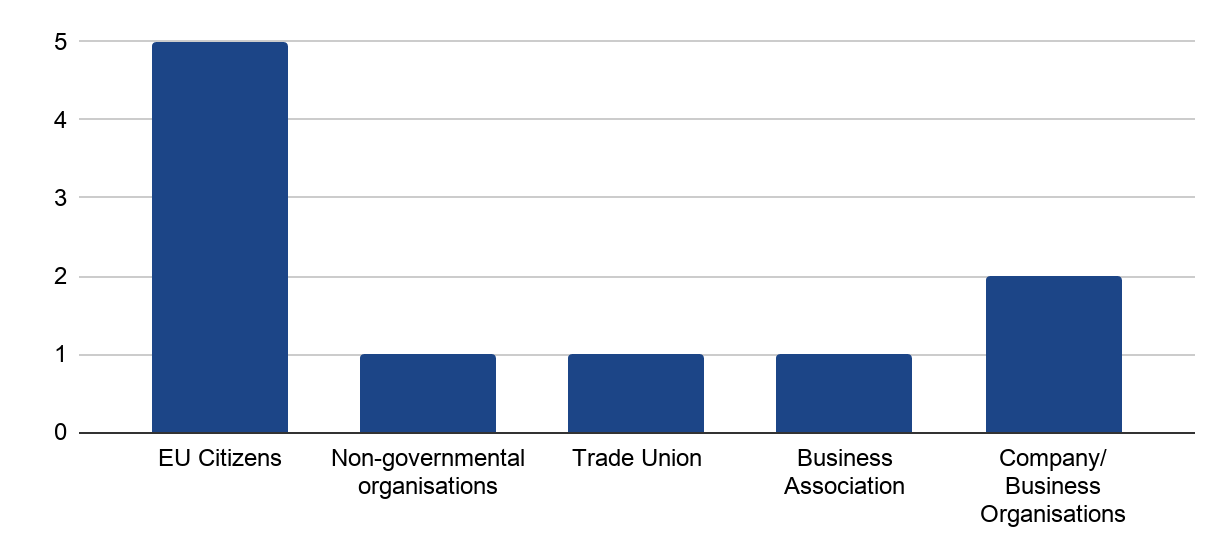 5
4
3
2
1
0
EU Citizens
Non-governmental
organisations
Trade Union
Business
Association
Company/
Business
Organisations